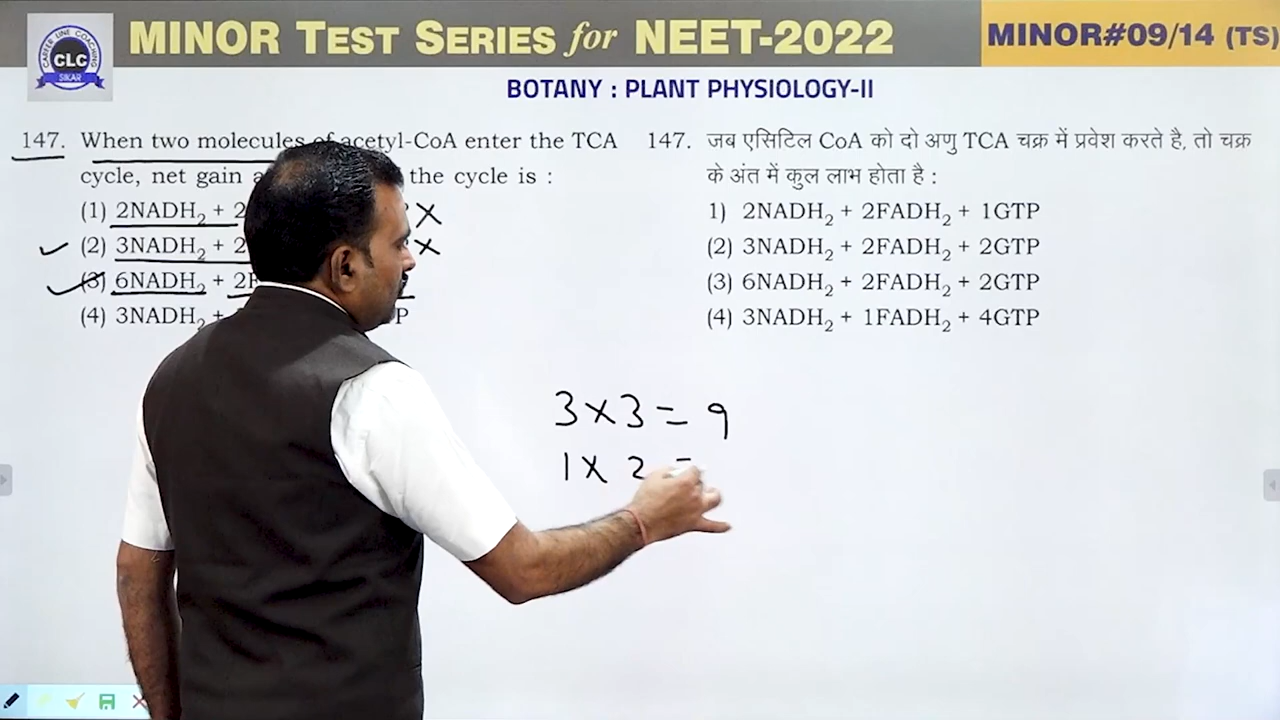 CAREER LINE COACHING
CLC
SIKAR
MINOR TEST SERIES for NEET-2022
MINOR#09/14 (TS)
BOTANY : PLANT PHYSIOLOGY-II
147. When two molecules of acetyl-CoA enter the TCA
cycle, net gain the cycle is :
(1) 2NADH₂ + 2
(2) 3NADH₂ + 2
(3) 6NADH₂ + 2F
(4) 3NADH₂ + P
147. जब एसिटिल CoA को दो अणु TCA चक्र में प्रवेश करते है, तो चक्र
के अंत में कुल लाभ होता है :
1) 2NADH₂ + 2FADH₂ + 1GTP
(2) 3NADH₂ + 2FADH₂ + 2GTP
(3) 6NADH₂ + 2FADH₂ + 2GTP
(4) 3NADH₂ + 1FADH₂ + 4GTP
3 × 3 = 9
1 × 2 =